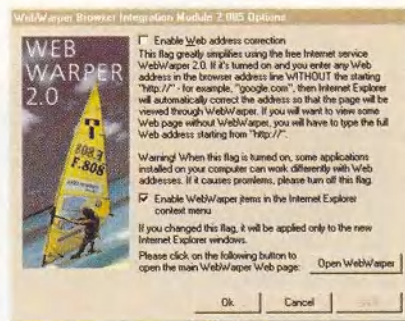 WebWarper Browser Integration Module 2.085 Options
WEB
WARPER
2.0
808.3
F.808
Enable Web address correction
This flag greatly simplifies using the free Internet service
WebWarper 2.0. If it's turned on and you enter any Web
address in the browser address line WITHOUT the starting
"http://" - for example, "google.com", then Internet Explorer
will automatically correct the address so that the page will be
viewed through WebWarper. If you will want to view some
Web page without WebWarper, you will have to type the full
Web address starting from "http://".
Warning! When this flag is turned on, some applications
installed on your computer can work differently with Web
addresses. If it causes promlems, please turn off this flag.
Enable WebWarper items in the Internet Explorer
context menu
If you changed this flag, it will be applied only to the new
Internet Explorer windows.
Please click on the following button to
open the main WebWarper Web page:
Open WebWarper
Ok
Cancel